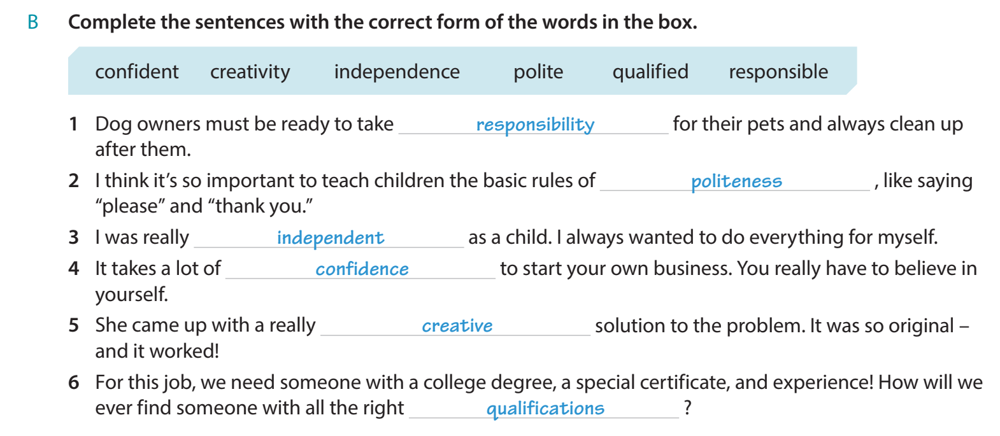 B Complete the sentences with the correct form of the words in the box.
confident creativity independence polite qualified responsible
1 Dog owners must be ready to take responsibility for their pets and always clean up
after them.
2 I think it’s so important to teach children the basic rules of politeness , like saying
“please” and “thank you.”
3 I was really independent as a child. I always wanted to do everything for myself.
4 It takes a lot of confidence to start your own business. You really have to believe in
yourself.
5 She came up with a really creative solution to the problem. It was so original –
and it worked!
6 For this job, we need someone with a college degree, a special certificate, and experience! How will we
ever find someone with all the right qualifications ?